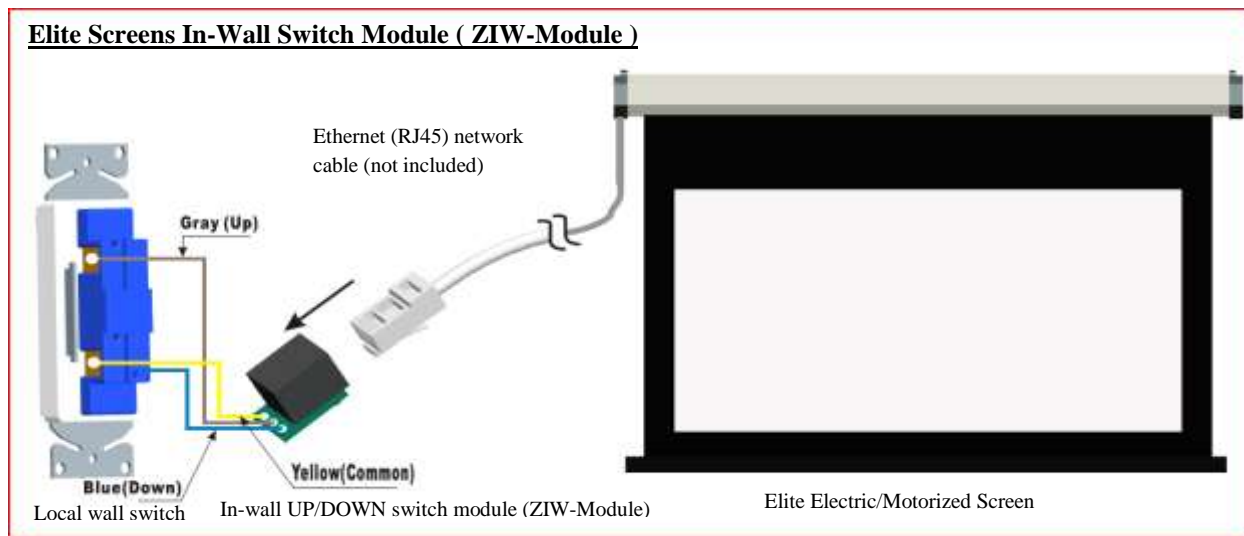 Elite Screens In-Wall Switch Module ( ZIW-Module )
Ethernet (RJ45) network
cable (not included)
Gray (Up)
Yellow(Common)
Blue(Down)
Local wall switch
In-wall UP/DOWN switch module (ZIW-Module)
Elite Electric/Motorized Screen